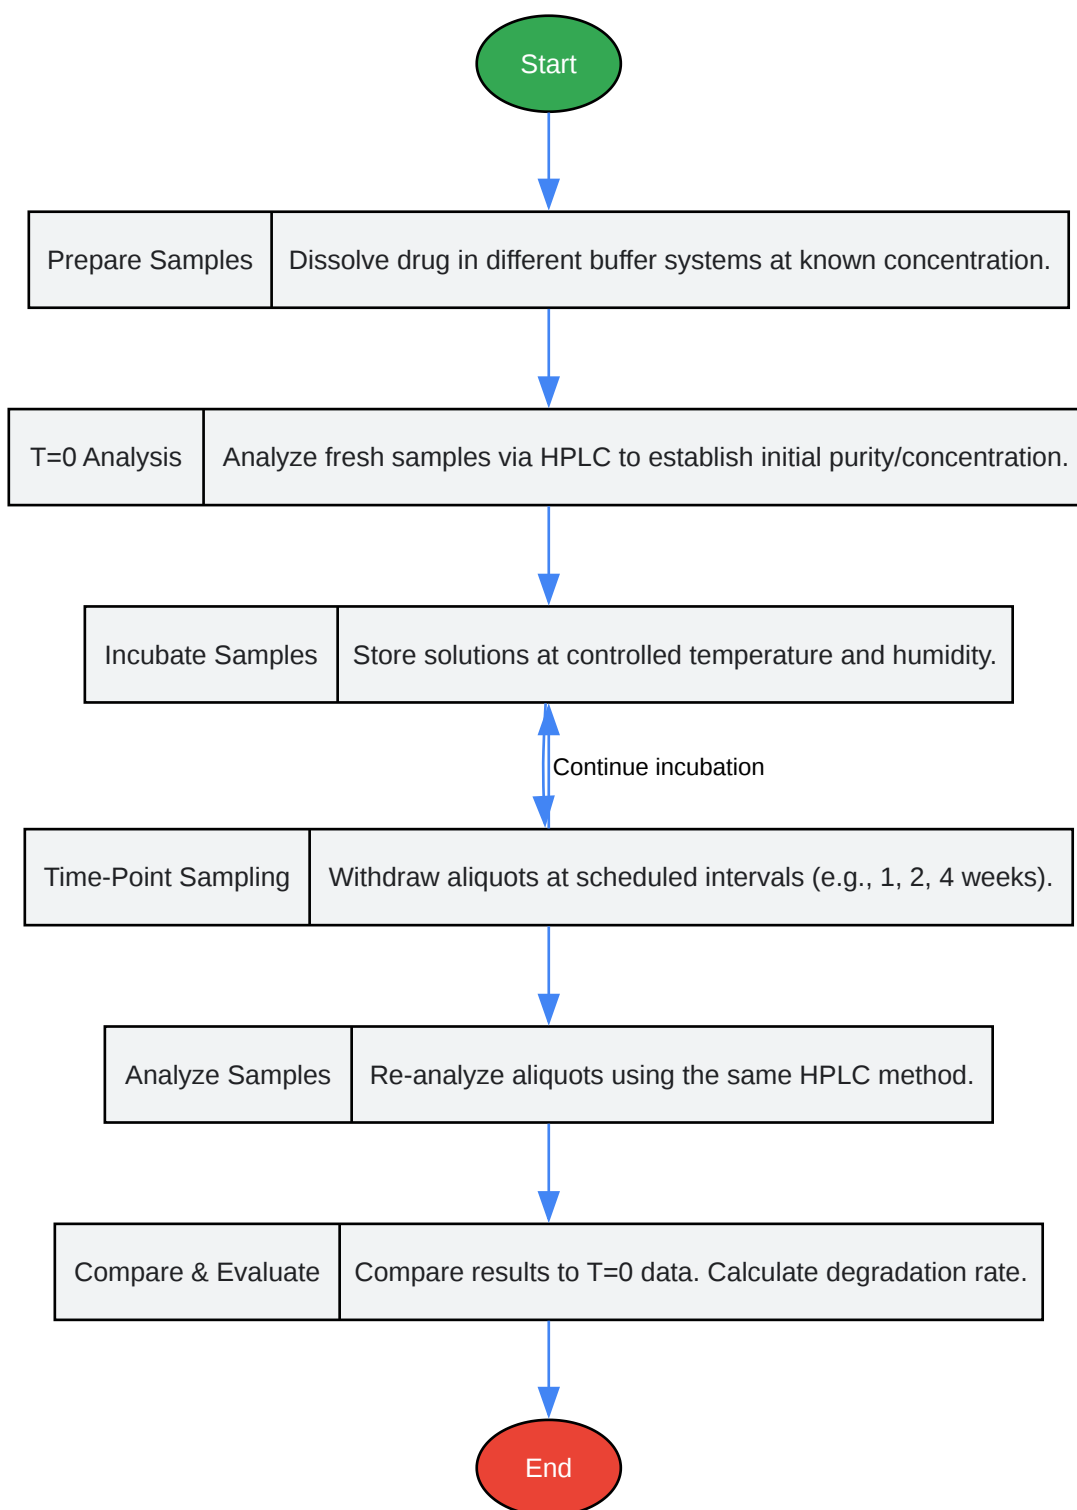 Start
Prepare Samples
Dissolve drug in different buffer systems at known concentration.
T=0 Analysis
Analyze fresh samples via HPLC to establish initial purity/concentration.
Incubate Samples
Store solutions at controlled temperature and humidity.
Continue incubation
Time-Point Sampling
Withdraw aliquots at scheduled intervals (e.g., 1, 2, 4 weeks).
Analyze Samples
Re-analyze aliquots using the same HPLC method.
Compare & Evaluate
Compare results to T=0 data. Calculate degradation rate.
End